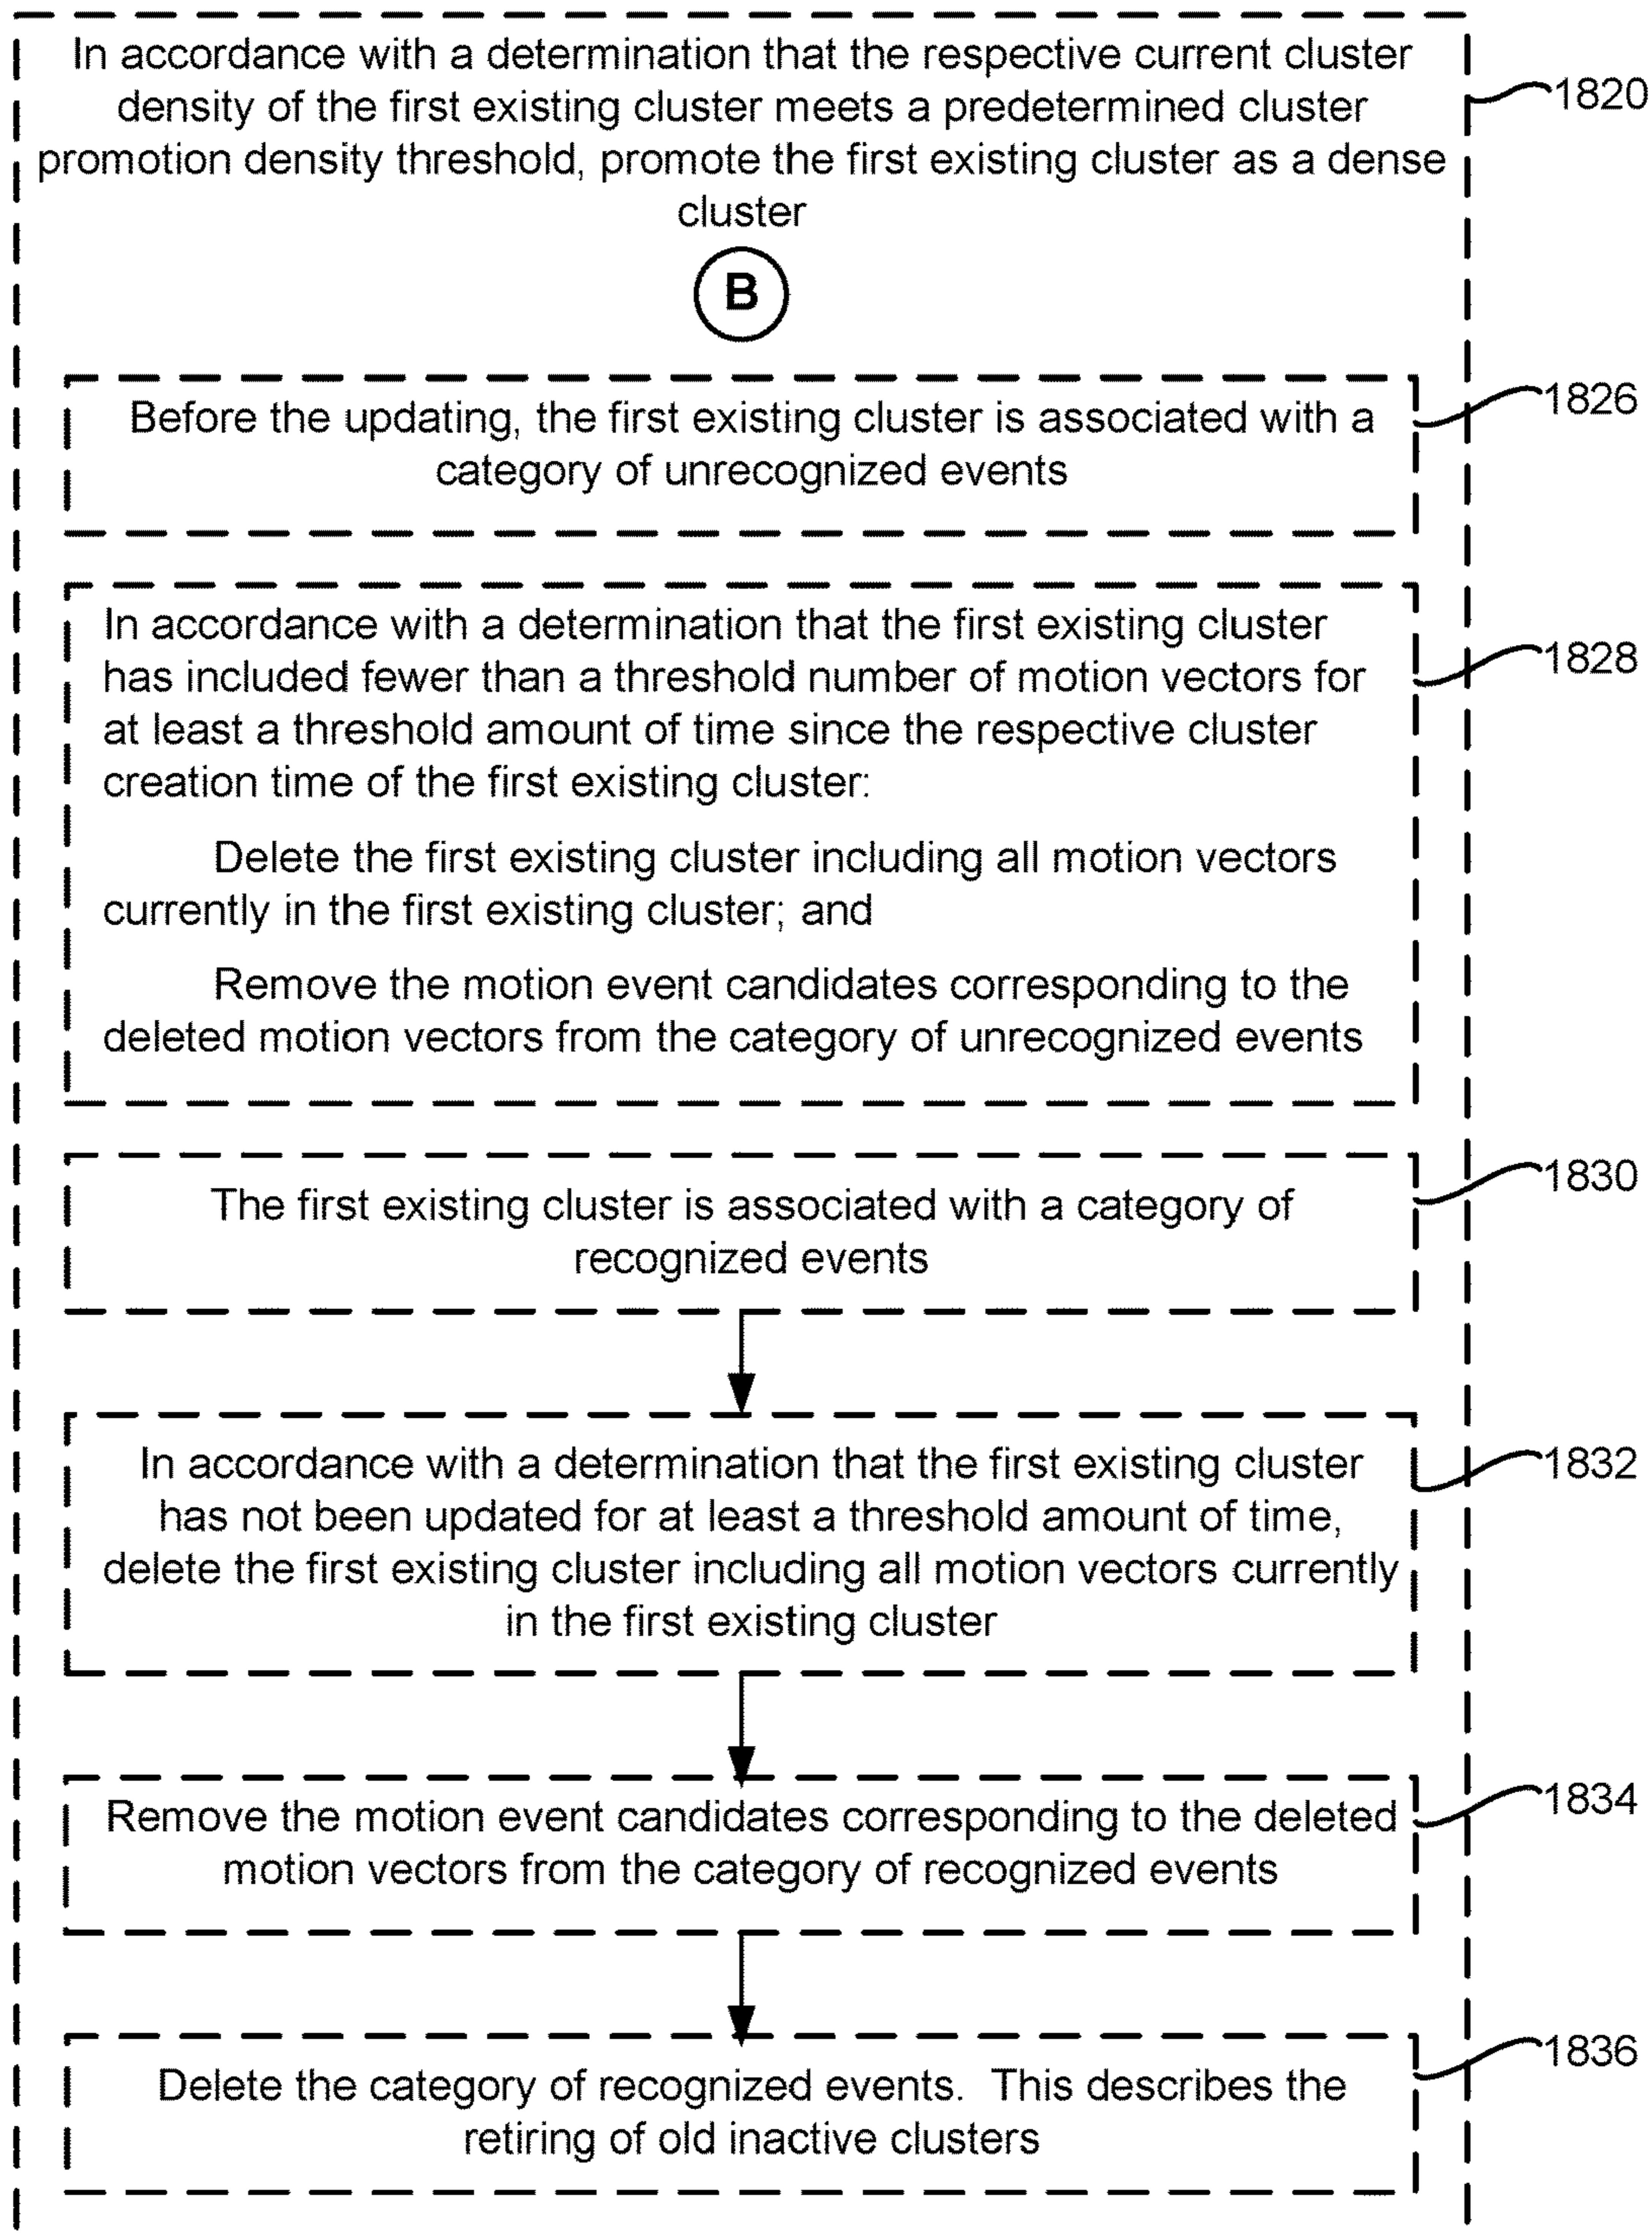 In accordance with a determination that the respective current cluster
density of the first existing cluster meets a predetermined cluster
promotion density threshold, promote the first existing cluster as a dense
cluster
1820
B
Before the updating, the first existing cluster is associated with a
category of unrecognized events
1826
In accordance with a determination that the first existing cluster
has included fewer than a threshold number of motion vectors for
at least a threshold amount of time since the respective cluster
creation time of the first existing cluster:
Delete the first existing cluster including all motion vectors
currently in the first existing cluster; and
Remove the motion event candidates corresponding to the
deleted motion vectors from the category of unrecognized events
1828
The first existing cluster is associated with a category of
recognized events
1830
In accordance with a determination that the first existing cluster
has not been updated for at least a threshold amount of time,
delete the first existing cluster including all motion vectors currently
in the first existing cluster
1832
Remove the motion event candidates corresponding to the deleted
motion vectors from the category of recognized events
1834
Delete the category of recognized events. This describes the
retiring of old inactive clusters
1836